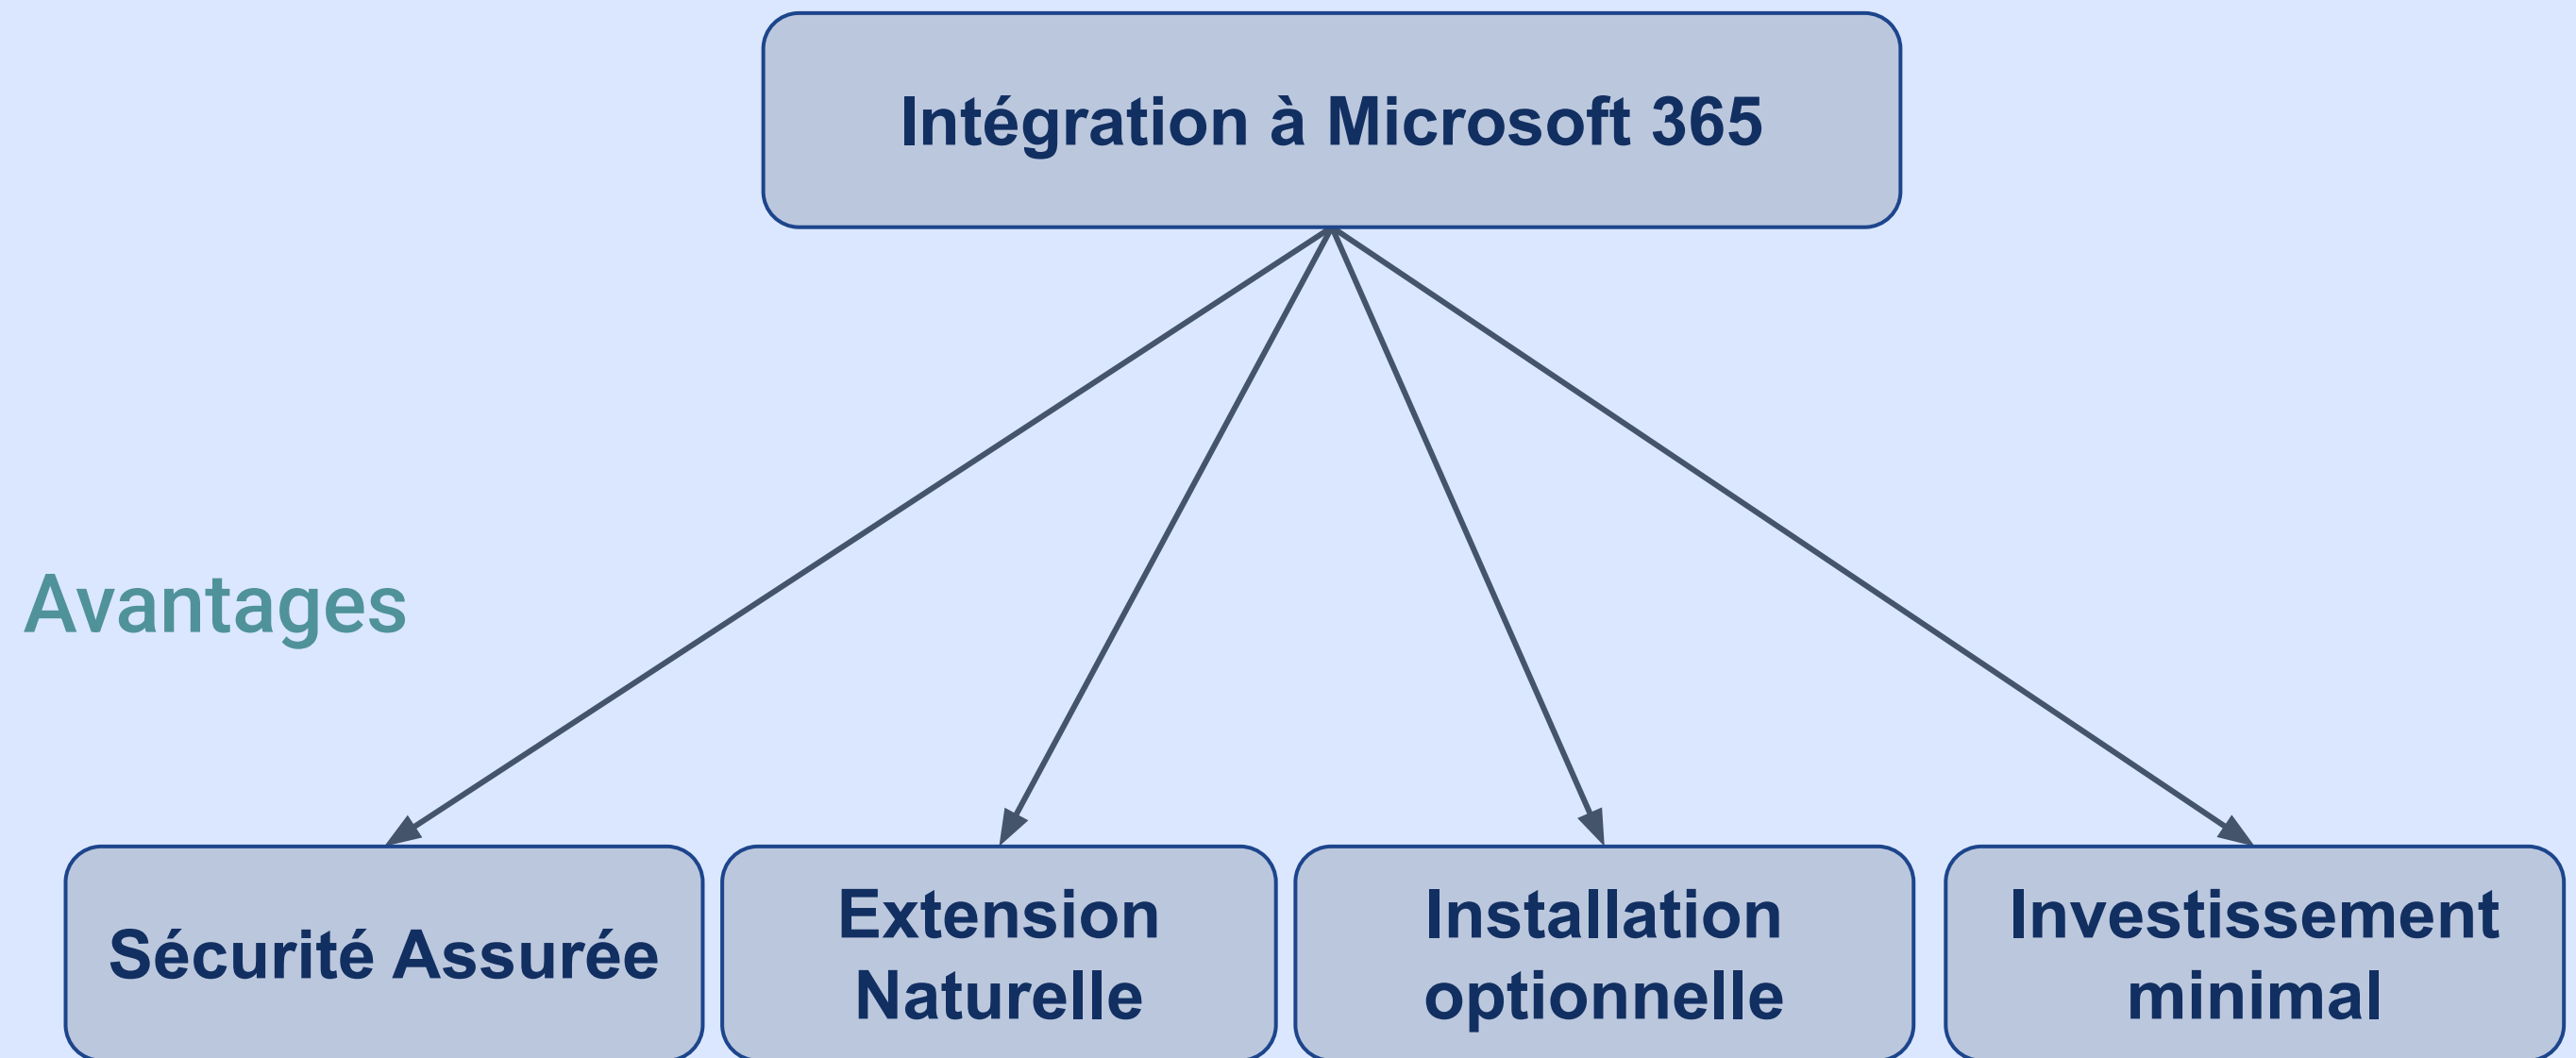 Intégration à Microsoft 365
Avantages
Sécurité Assurée
Extension
Naturelle
Installation
optionnelle
Investissement
minimal